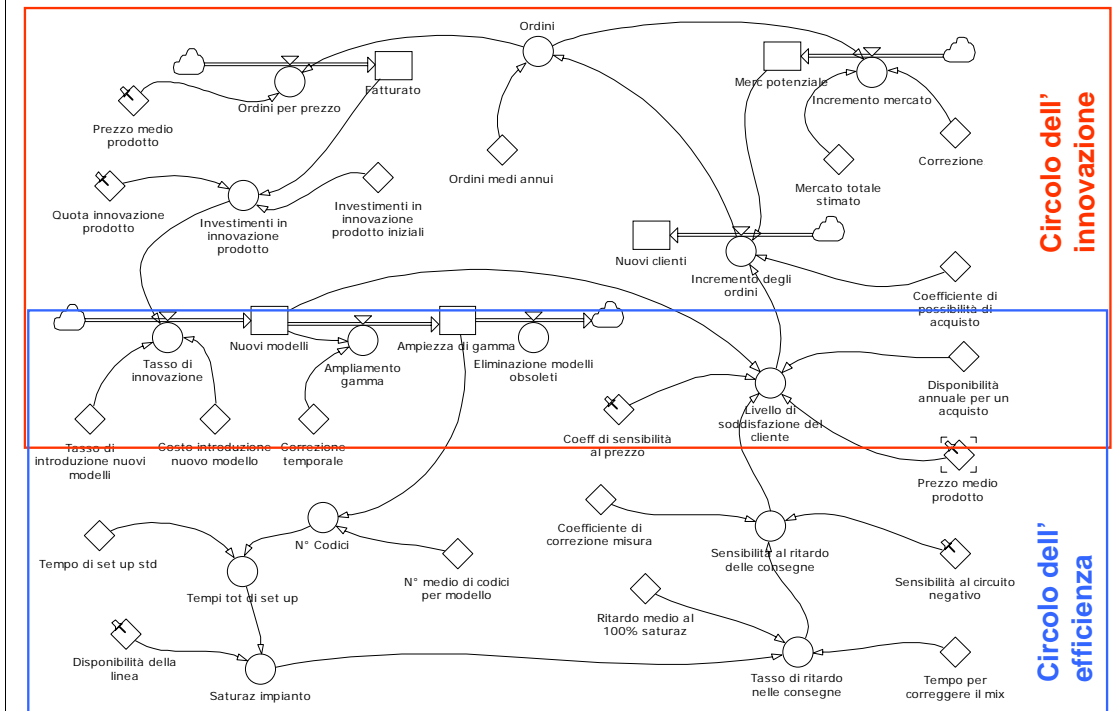 Ordini
Merc potenziale
Fatturato
Ordini per prezzo
Incremento mercato
Prezzo medio
prodotto
Correzione
Ordini medi annui
Mercato totale
stimato
Circolo dell'
innovazione
Quota innovazione
prodotto
Investimenti in
innovazione
prodotto
Investimenti in
innovazione
prodotto iniziali
Nuovi clienti
Incremento degli
ordini
Coefficiente di
possibilità di
acquisto
Nuovi modelli
Ampiezza di gamma
Tasso di
innovazione
Ampliamento
gamma
Eliminazione modelli
obsoleti
Disponibilità
annuale per un
acquisto
Livello di
soddisfazione del
cliente
Coeff di sensibilità
al prezzo
Tasso di
introduzione nuovi
modelli
Costo introduzione
nuovo modello
Correzione
temporale
Prezzo medio
prodotto
Coefficiente di
correzione misura
Sensibilità al ritardo
delle consegne
Sensibilità al circuito
negativo
Circolo dell'
efficienza
N° Codici
Tempo di set up std
N° medio di codici
per modello
Tempi tot di set up
Ritardo medio al
100% saturaz
Disponibilità della
linea
Saturaz impianto
Tasso di ritardo
nelle consegne
Tempo per
correggere il mix